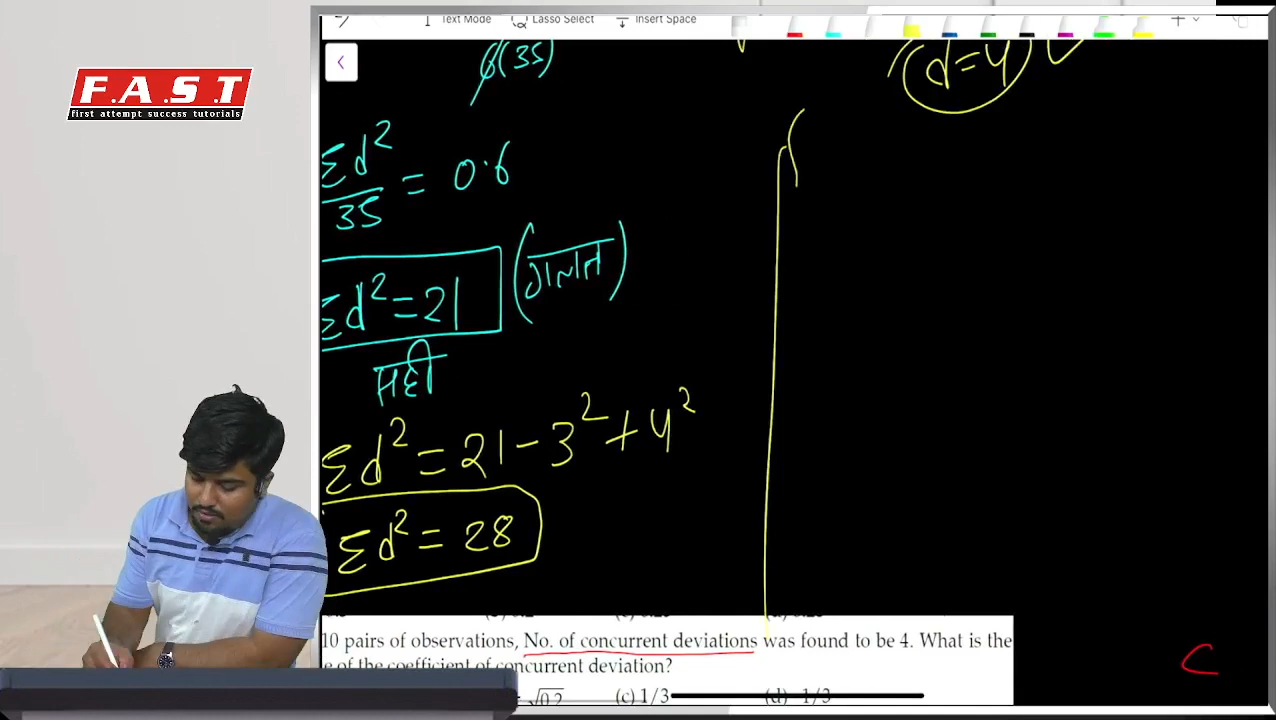 Text Mode Lasso Select Insert Space
6(35)
d=4
F.A.S.T
first attempt success tutorials
Σd²/35 = 0.6
Σd² = 21 (गलत)
सही
Σd² = 21 - 3² + 4²
Σd² = 28
10 pairs of observations, No. of concurrent deviations was found to be 4. What is the
e of the coefficient of concurrent deviation?
√0.2 (c) 1/3 (d) -1/3